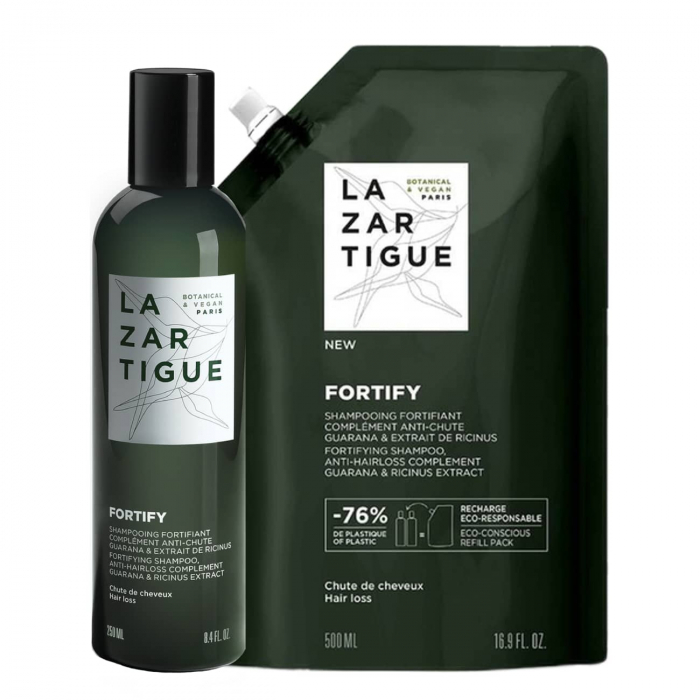 LA
ZAR
TIGUE
BOTANICAL
& VEGAN
PARIS
FORTIFY
SHAMPOOING FORTIFIANT
COMPLÉMENT ANTI-CHUTE
GUARANA & EXTRAIT DE RICINUS
FORTIFYING SHAMPOO,
ANTI-HAIRLOSS COMPLEMENT
GUARANA & RICINUS EXTRACT
Chute de cheveux
Hair loss
250 ML 8.4 FL. OZ.
LA
ZAR
TIGUE
BOTANICAL
& VEGAN
PARIS
NEW
FORTIFY
SHAMPOOING FORTIFIANT
COMPLÉMENT ANTI-CHUTE
GUARANA & EXTRAIT DE RICINUS
FORTIFYING SHAMPOO,
ANTI-HAIRLOSS COMPLEMENT
GUARANA & RICINUS EXTRACT
-76%
DE PLASTIQUE
OF PLASTIC
=
RECHARGE
ECO-RESPONSABLE
ECO-CONSCIOUS
REFILL PACK
Chute de cheveux
Hair loss
500 ML 16.9 FL. OZ.